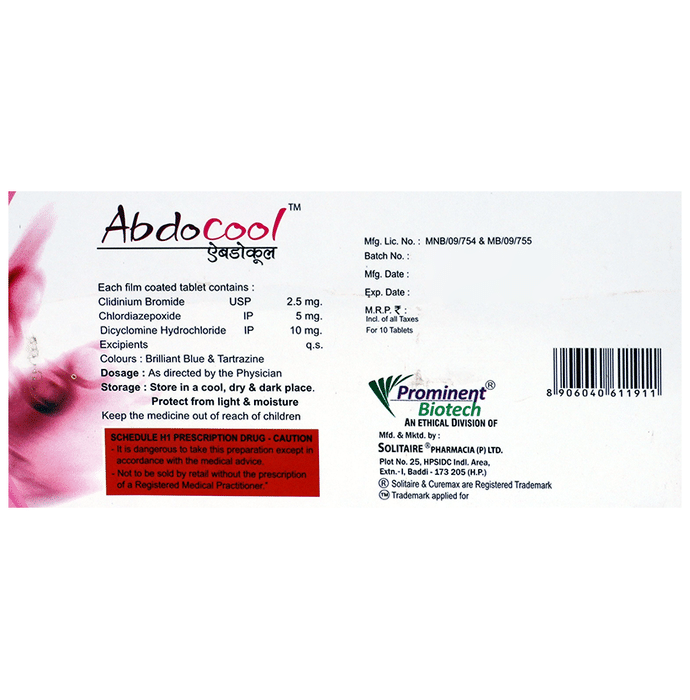 Abdocool™
ऐबडोकूल
Each film coated tablet contains :
Clidinium Bromide USP 2.5 mg.
Chlordiazepoxide IP 5 mg.
Dicyclomine Hydrochloride IP 10 mg.
Excipients q.s.
Colours : Brilliant Blue & Tartrazine
Dosage : As directed by the Physician
Storage : Store in a cool, dry & dark place.
Protect from light & moisture
Keep the medicine out of reach of children
SCHEDULE H1 PRESCRIPTION DRUG - CAUTION
- It is dangerous to take this preparation except in
accordance with the medical advice.
- Not to be sold by retail without the prescription
of a Registered Medical Practitioner."
Mfg. Lic. No. : MNB/09/754 & MB/09/755
Batch No. :
Mfg. Date :
Exp. Date :
M.R.P. ₹ :
Incl. of all Taxes
For 10 Tablets
Prominent®
Biotech
AN ETHICAL DIVISION OF
Mfd. & Mktd. by :
SOLITAIRE ® PHARMACIA (P) LTD.
Plot No. 25, HPSIDC Indl. Area,
Extn.-I, Baddi - 173 205 (H.P.)
® Solitaire & Curemax are Registered Trademark
™ Trademark applied for
8 906040 611911